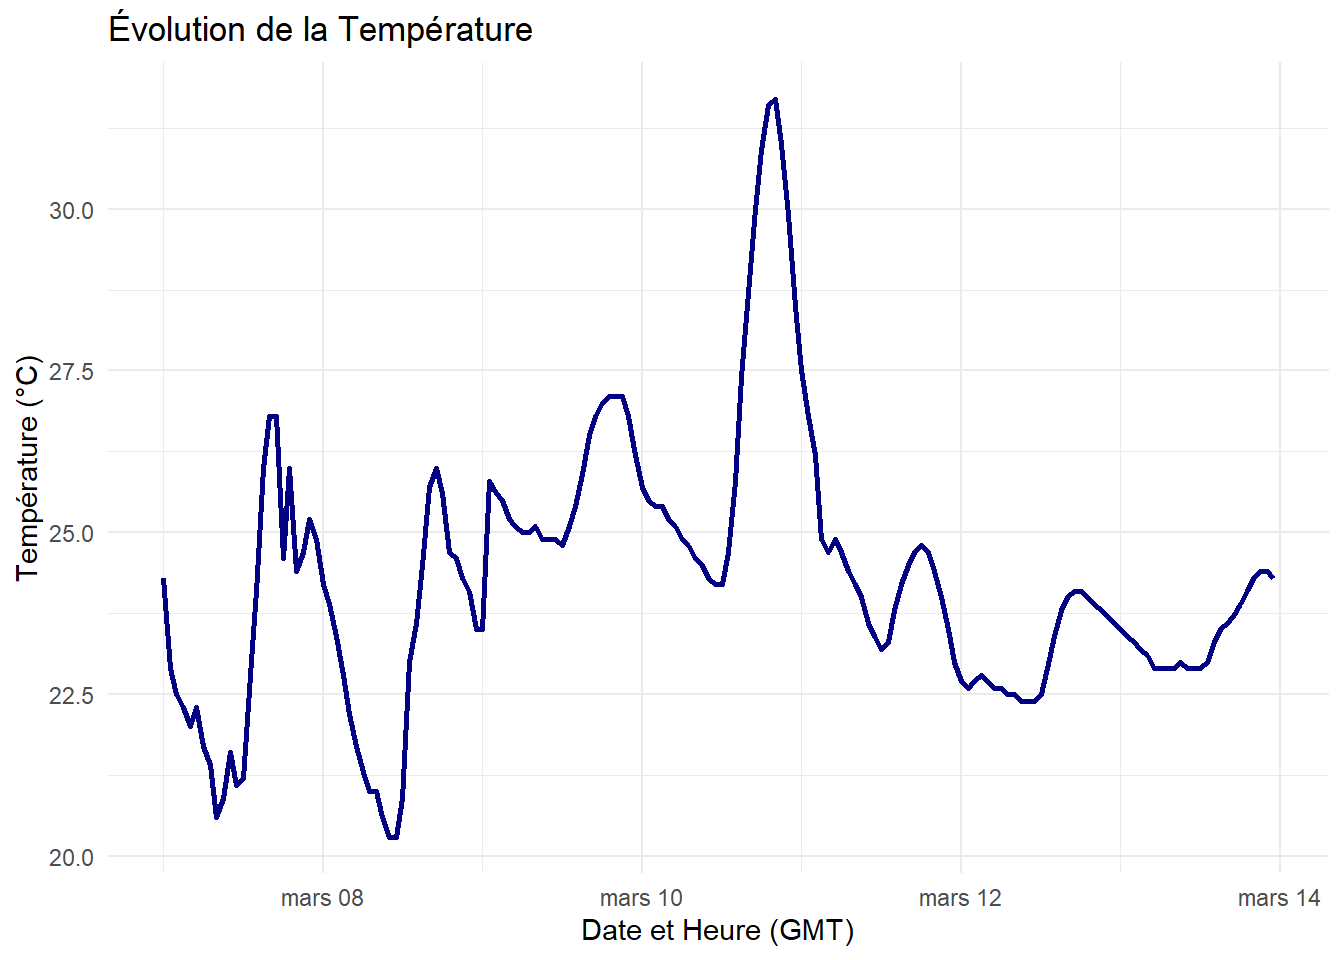 Évolution de la Température
Température (°C)
30.0
27.5
25.0
22.5
20.0
mars 08
mars 10
mars 12
mars 14
Date et Heure (GMT)